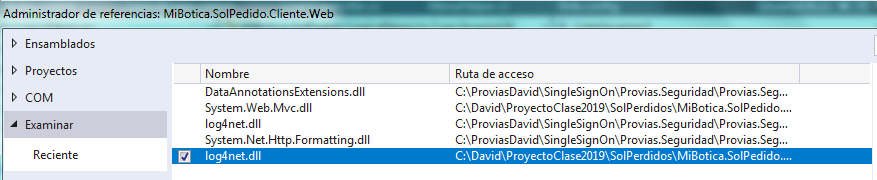 Administrador de referencias: MiBotica.SolPedido.Cliente.Web
Ensamblados
Proyectos
COM
Examinar
Reciente
Nombre Ruta de acceso
DataAnnotationsExtensions.dll C:\ProviasDavid\SingleSignOn\Provias.Seguridad\Provias.Seg...
System.Web.Mvc.dll C:\David\ProyectoClase2019\SolPerdidos\MiBotica.SolPedido....
log4net.dll C:\ProviasDavid\SingleSignOn\Provias.Seguridad\Provias.Seg...
System.Net.Http.Formatting.dll C:\ProviasDavid\SingleSignOn\Provias.Seguridad\Provias.Seg...
log4net.dll C:\David\ProyectoClase2019\SolPerdidos\MiBotica.SolPedido....